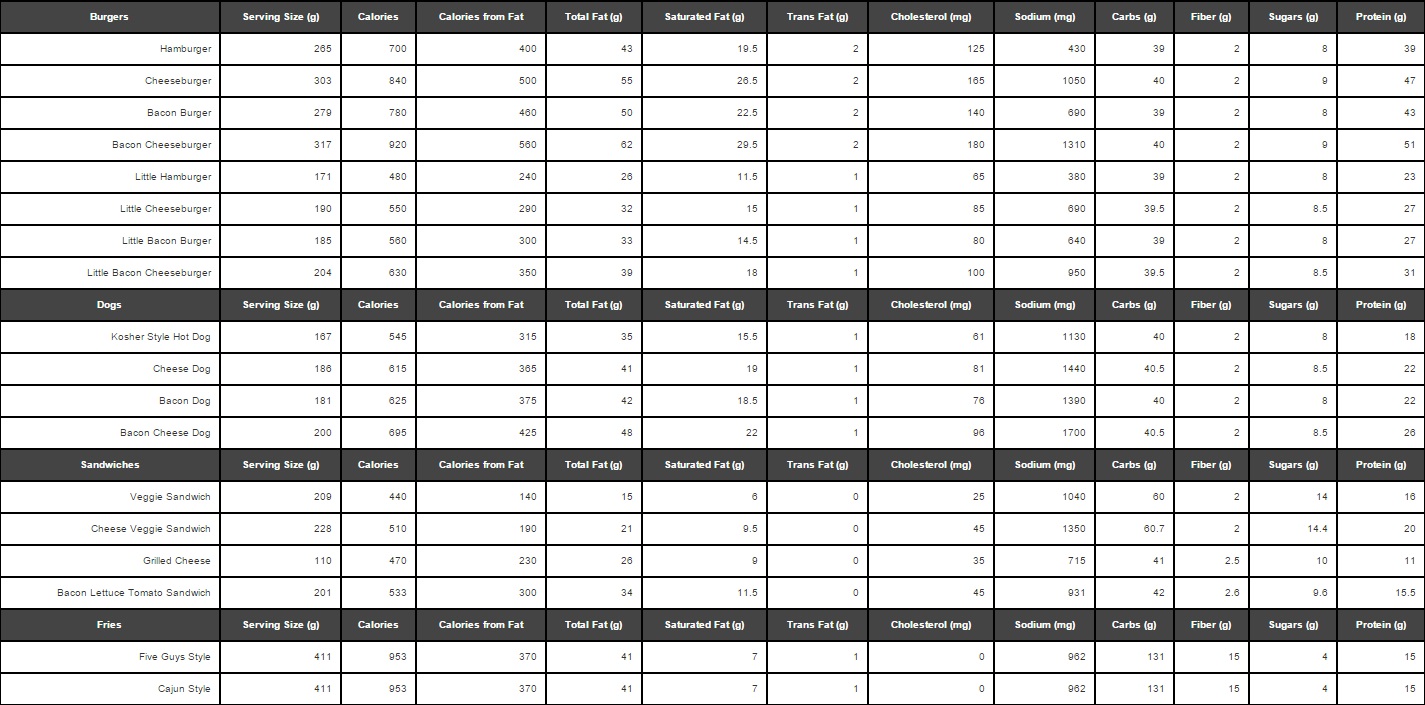 Burgers Serving Size (g) Calories Calories from Fat Total Fat (g) Saturated Fat (g) Trans Fat (g) Cholesterol (mg) Sodium (mg) Carbs (g) Fiber (g) Sugars (g) Protein (g)
Hamburger 265 700 400 43 19.5 2 125 430 39 2 8 39
Cheeseburger 303 840 500 55 26.5 2 165 1050 40 2 9 47
Bacon Burger 279 780 460 50 22.5 2 140 690 39 2 8 43
Bacon Cheeseburger 317 920 560 62 29.5 2 180 1310 40 2 9 51
Little Hamburger 171 480 240 26 11.5 1 65 380 39 2 8 23
Little Cheeseburger 190 550 290 32 15 1 85 690 39.5 2 8.5 27
Little Bacon Burger 185 560 300 33 14.5 1 80 640 39 2 8 27
Little Bacon Cheeseburger 204 630 350 39 18 1 100 950 39.5 2 8.5 31
Dogs Serving Size (g) Calories Calories from Fat Total Fat (g) Saturated Fat (g) Trans Fat (g) Cholesterol (mg) Sodium (mg) Carbs (g) Fiber (g) Sugars (g) Protein (g)
Kosher Style Hot Dog 167 545 315 35 15.5 1 61 1130 40 2 8 18
Cheese Dog 186 615 365 41 19 1 81 1440 40.5 2 8.5 22
Bacon Dog 181 625 375 42 18.5 1 76 1390 40 2 8 22
Bacon Cheese Dog 200 695 425 48 22 1 96 1700 40.5 2 8.5 26
Sandwiches Serving Size (g) Calories Calories from Fat Total Fat (g) Saturated Fat (g) Trans Fat (g) Cholesterol (mg) Sodium (mg) Carbs (g) Fiber (g) Sugars (g) Protein (g)
Veggie Sandwich 209 440 140 15 6 0 25 1040 60 2 14 16
Cheese Veggie Sandwich 228 510 190 21 9.5 0 45 1350 60.7 2 14.4 20
Grilled Cheese 110 470 230 26 9 0 35 715 41 2.5 10 11
Bacon Lettuce Tomato Sandwich 201 533 300 34 11.5 0 45 931 42 2.6 9.6 15.5
Fries Serving Size (g) Calories Calories from Fat Total Fat (g) Saturated Fat (g) Trans Fat (g) Cholesterol (mg) Sodium (mg) Carbs (g) Fiber (g) Sugars (g) Protein (g)
Five Guys Style 411 953 370 41 7 1 0 962 131 15 4 15
Cajun Style 411 953 370 41 7 1 0 962 131 15 4 15